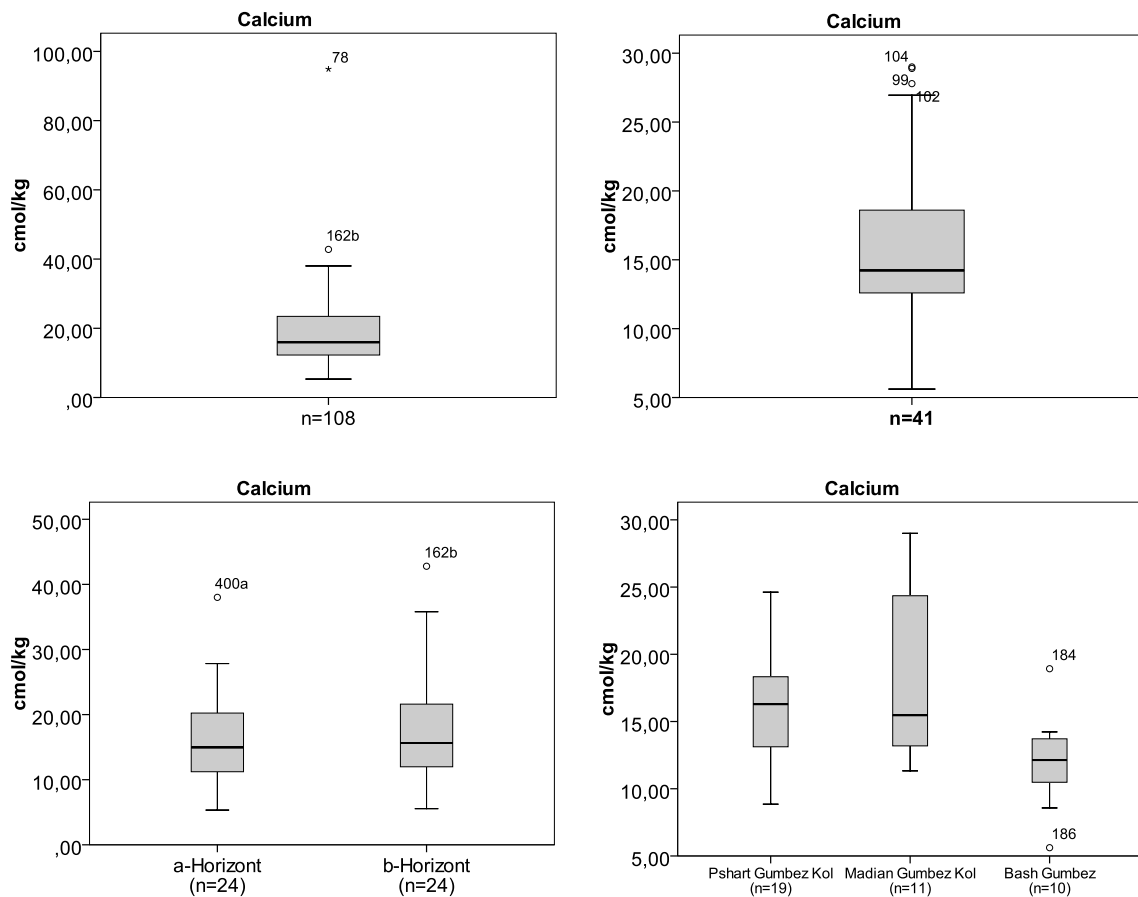 Calcium
100,00
80,00
60,00
40,00
20,00
,00
cmol/kg
78
162b
n=108
Calcium
30,00
25,00
20,00
15,00
10,00
5,00
cmol/kg
104
99
102
n=41
Calcium
50,00
40,00
30,00
20,00
10,00
,00
cmol/kg
400a
162b
a-Horizont
(n=24)
b-Horizont
(n=24)
Calcium
30,00
25,00
20,00
15,00
10,00
5,00
cmol/kg
184
186
Pshart Gumbez Kol
(n=19)
Madian Gumbez Kol
(n=11)
Bash Gumbez
(n=10)